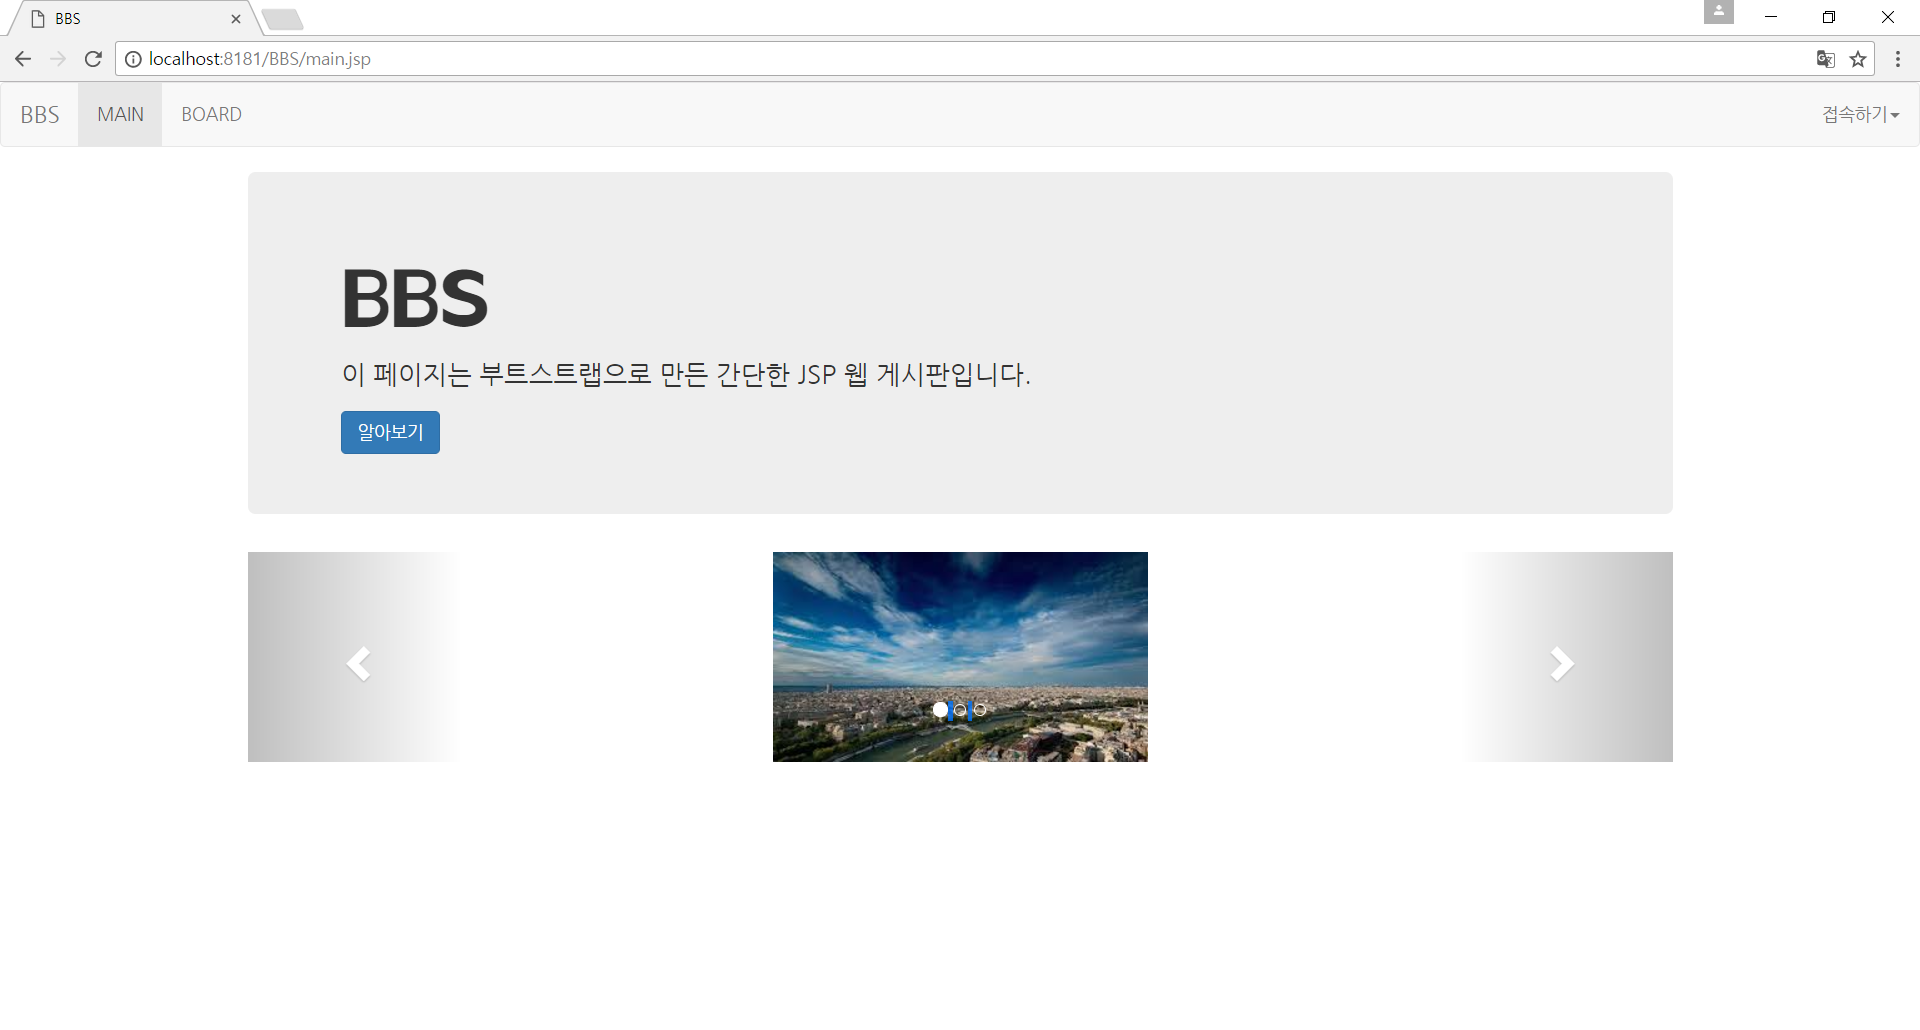 BBS
localhost:8181/BBS/main.jsp
BBS MAIN BOARD 접속하기
BBS
이 페이지는 부트스트랩으로 만든 간단한 JSP 웹 게시판입니다.
알아보기